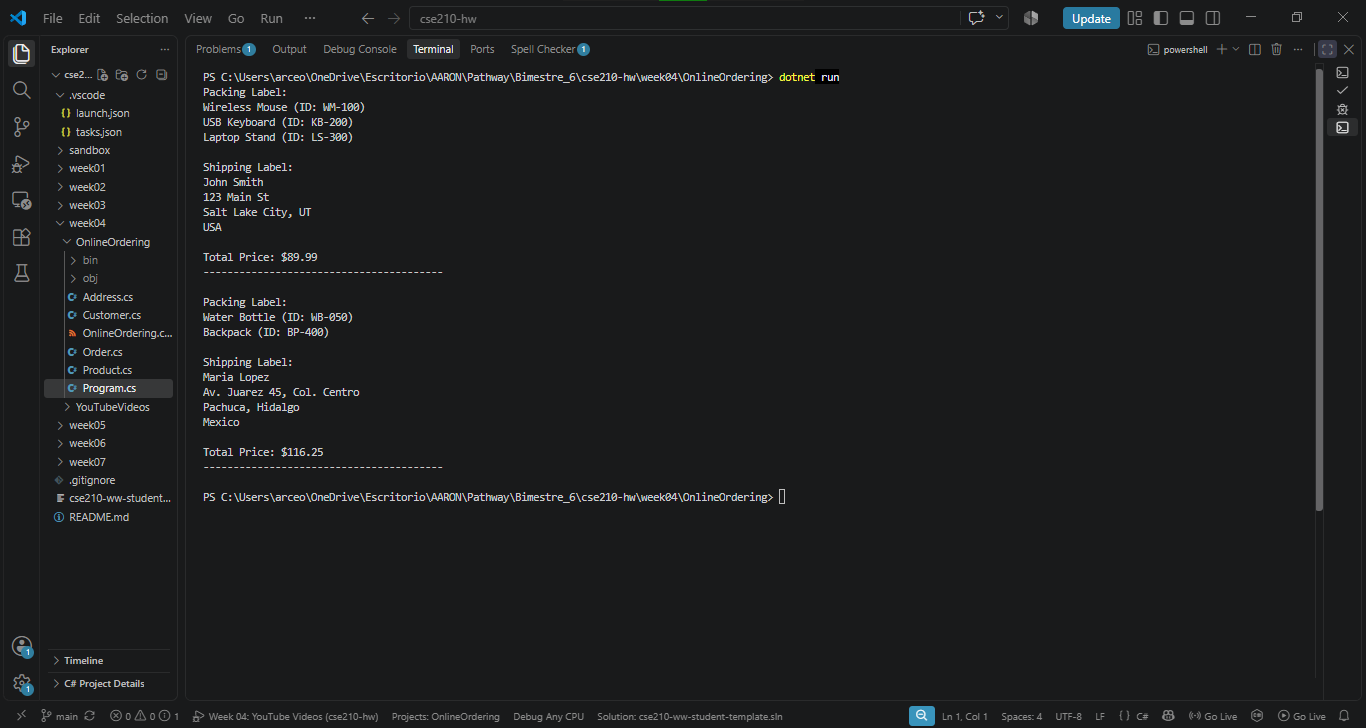 File Edit Selection View Go Run ··· cse210-hw Update
Explorer ···
cse2...
.vscode
{} launch.json
{} tasks.json
sandbox
week01
week02
week03
week04
OnlineOrdering
bin
obj
C# Address.cs
C# Customer.cs
OnlineOrdering.c...
C# Order.cs
C# Product.cs
C# Program.cs
YouTubeVideos
week05
week06
week07
.gitignore
cse210-ww-student...
README.md
Timeline
C# Project Details
1
1
Problems 1 Output Debug Console Terminal Ports Spell Checker 1 powershell ···
PS C:\Users\arceo\OneDrive\Escritorio\AARON\Pathway\Bimestre_6\cse210-hw\week04\OnlineOrdering> dotnet run
Packing Label:
Wireless Mouse (ID: WM-100)
USB Keyboard (ID: KB-200)
Laptop Stand (ID: LS-300)
Shipping Label:
John Smith
123 Main St
Salt Lake City, UT
USA
Total Price: $89.99
----------------------------------------
Packing Label:
Water Bottle (ID: WB-050)
Backpack (ID: BP-400)
Shipping Label:
Maria Lopez
Av. Juarez 45, Col. Centro
Pachuca, Hidalgo
Mexico
Total Price: $116.25
----------------------------------------
PS C:\Users\arceo\OneDrive\Escritorio\AARON\Pathway\Bimestre_6\cse210-hw\week04\OnlineOrdering>
main 0 0 1 Week 04: YouTube Videos (cse210-hw) Projects: OnlineOrdering Debug Any CPU Solution: cse210-ww-student-template.sln Ln 1, Col 1 Spaces: 4 UTF-8 LF {} C# Go Live Go Live